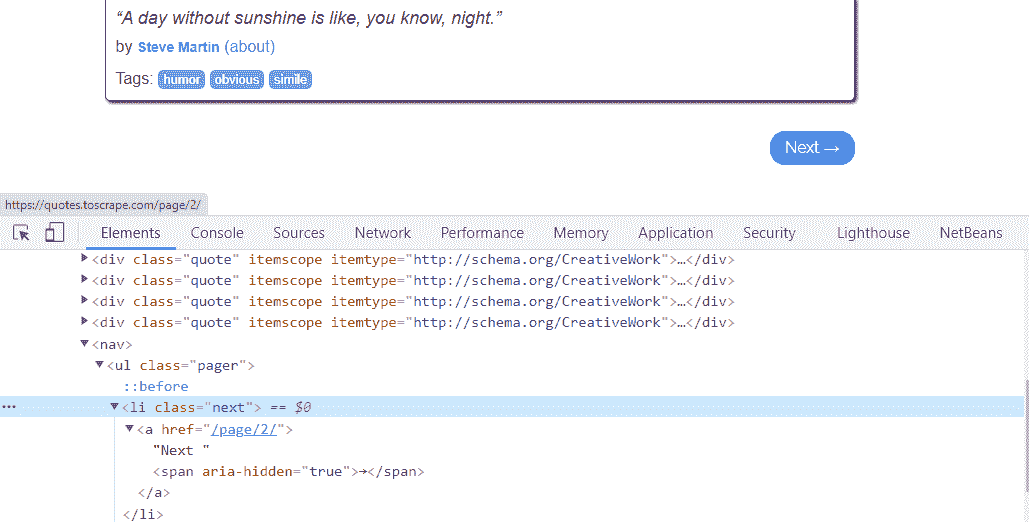 “A day without sunshine is like, you know, night.”
by Steve Martin (about)
Tags: humor obvious simile
Next →
https://quotes.toscrape.com/page/2/
Elements Console Sources Network Performance Memory Application Security Lighthouse NetBeans
<div class="quote" itemscope itemtype="http://schema.org/CreativeWork">…</div>
<div class="quote" itemscope itemtype="http://schema.org/CreativeWork">…</div>
<div class="quote" itemscope itemtype="http://schema.org/CreativeWork">…</div>
<div class="quote" itemscope itemtype="http://schema.org/CreativeWork">…</div>
<nav>
<ul class="pager">
::before
<li class="next"> == $0
<a href="/page/2/">
"Next "
<span aria-hidden="true">→</span>
</a>
</li>